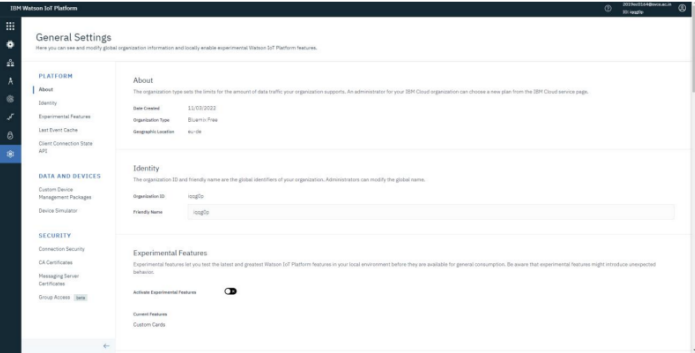 IBM Watson IoT Platform
General Settings
Here you can see and modify global organization information and locally enable experimental Watson IoT Platform features.
PLATFORM
About
Identity
Experimental Features
Last Event Cache
Client Connection State
API
DATA AND DEVICES
Custom Device
Management Packages
Device Simulator
SECURITY
Connection Security
CA Certificates
Messaging Server
Certificates
Group Access Beta
About
The organization type sets the limits for the amount of data traffic your organization supports. An administrator for your IBM Cloud organization can choose a new plan from the IBM Cloud service page.
Date Created 11/03/2022
Organization Type Bluemix Free
Geographic Location eu-de
Identity
The organization ID and friendly name are the global identifiers of your organization. Administrators can modify the global name.
Organization ID
Friendly Name
Experimental Features
Experimental features let you test the latest and greatest Watson IoT Platform features in your local environment before they are available for general consumption. Be aware that experimental features might introduce unexpected
behavior.
Activate Experimental Features
Current Features
Custom Cards